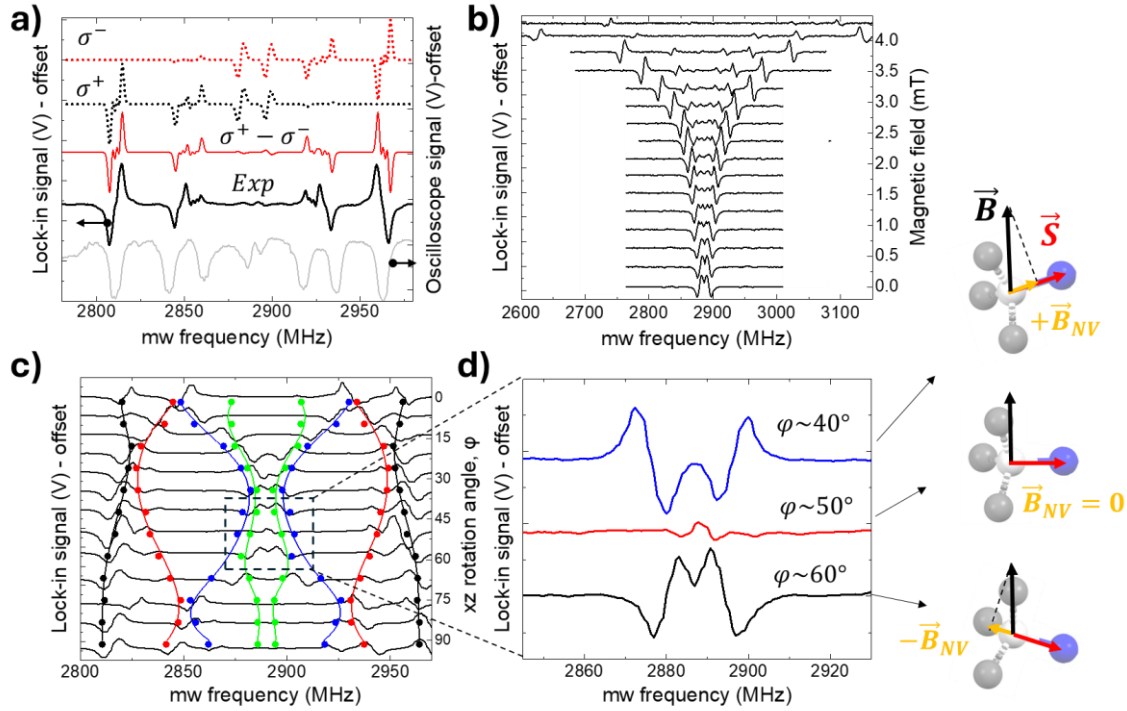 a)
σ⁻
σ⁺
σ⁺ − σ⁻
Exp
Lock-in signal (V) - offset
Oscilloscope signal (V)-offset
2800 2850 2900 2950
mw frequency (MHz)
b)
Lock-in signal (V) - offset
4.0
3.5
3.0
2.5
2.0
1.5
1.0
0.5
0.0
Magnetic field (mT)
2600 2700 2800 2900 3000 3100
mw frequency (MHz)
c)
Lock-in signal (V) - offset
0
15
30
45
60
75
90
xz rotation angle, φ
2800 2850 2900 2950
mw frequency (MHz)
d)
Lock-in signal (V) - offset
φ~40°
φ~50°
φ~60°
2860 2880 2900 2920
mw frequency (MHz)
B⃗
S⃗
+B⃗_NV
B⃗_NV = 0
−B⃗_NV